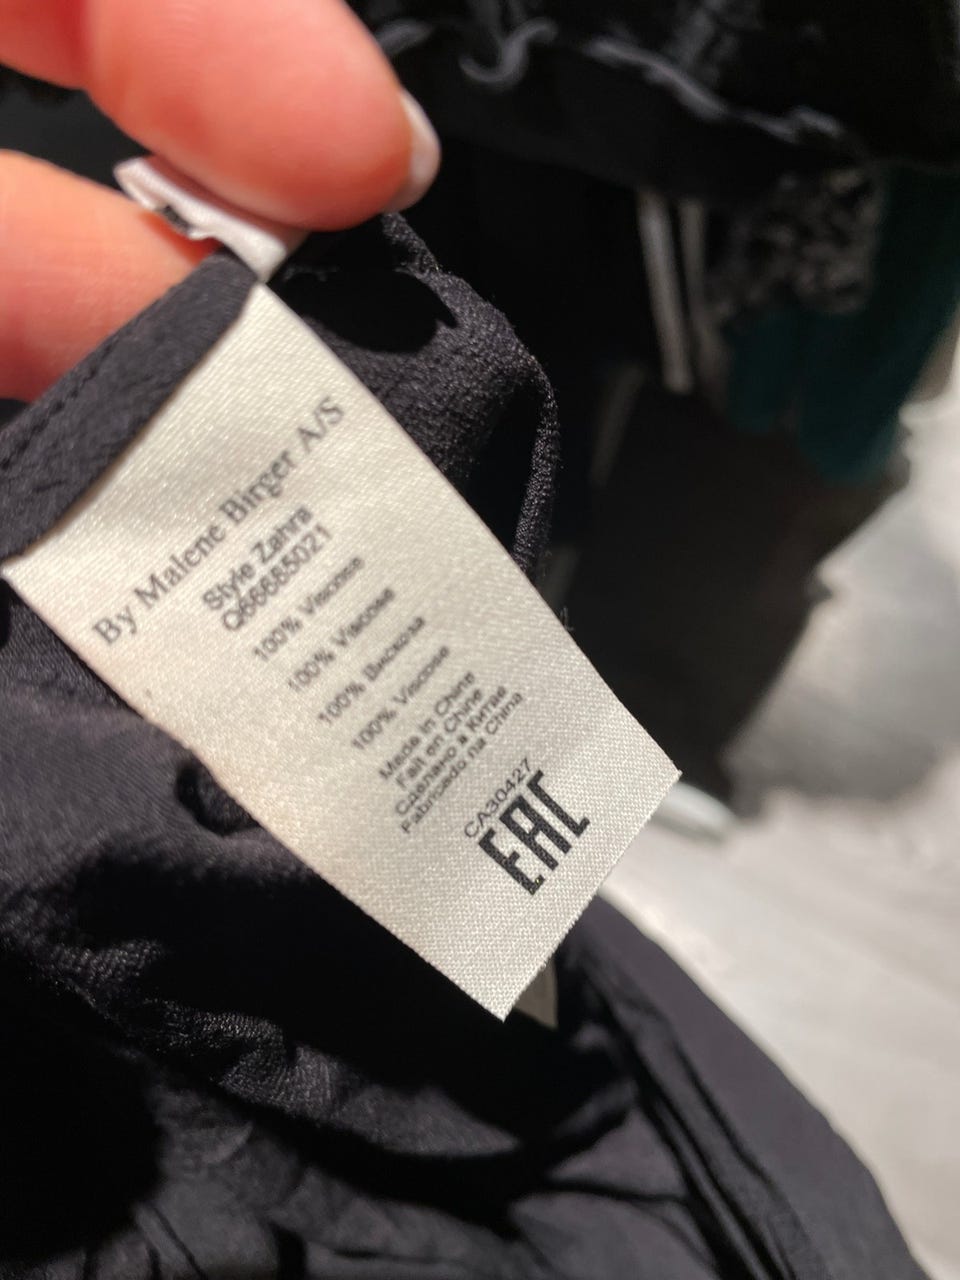 By Malene Birger A/S
Style Zahra
Q66665021
100% Viscose
100% Viscose
100% Вискоза
100% Viscose
Made in China
Fait en Chine
Сделано в Китае
Fabricado na China
CA30427
EAC